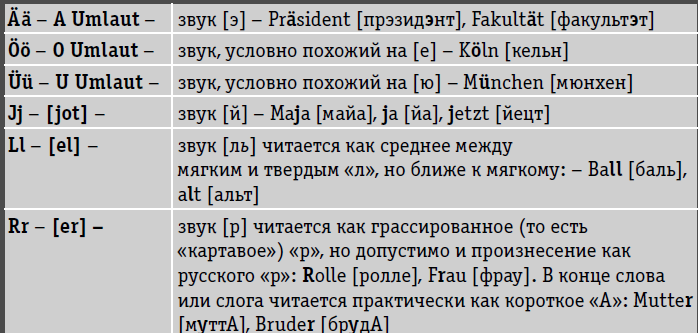 Ää – A Umlaut – звук [э] – Präsident [прэзидэнт], Fakultät [факультэт]
Öö – O Umlaut – звук, условно похожий на [е] – Köln [кельн]
Üü – U Umlaut – звук, условно похожий на [ю] – München [мюнхен]
Jj – [jot] – звук [й] – Maja [майа], ja [йа], jetzt [йецт]
Ll – [el] – звук [ль] читается как среднее между
мягким и твердым «л», но ближе к мягкому: – Ball [баль],
alt [альт]
Rr – [er] – звук [р] читается как грассированное (то есть
«картавое») «р», но допустимо и произнесение как
русского «р»: Rolle [ролле], Frau [фрау]. В конце слова
или слога читается практически как короткое «А»: Mutter
[муттА], Bruder [брудА]